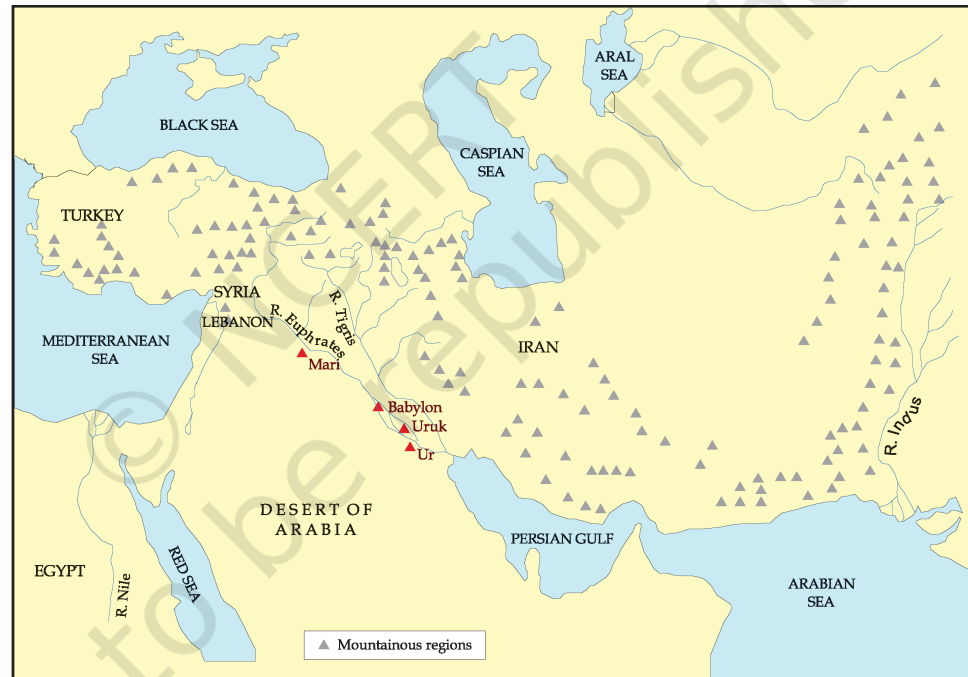 ARAL
SEA
BLACK SEA
CASPIAN
SEA
TURKEY
SYRIA
LEBANON
R. Euphrates
R. Tigris
MEDITERRANEAN
SEA
IRAN
Mari
Babylon
Uruk
Ur
R. Indus
DESERT OF
ARABIA
PERSIAN GULF
EGYPT
R. Nile
RED SEA
ARABIAN
SEA
Mountainous regions
© NCERT
to be republishe